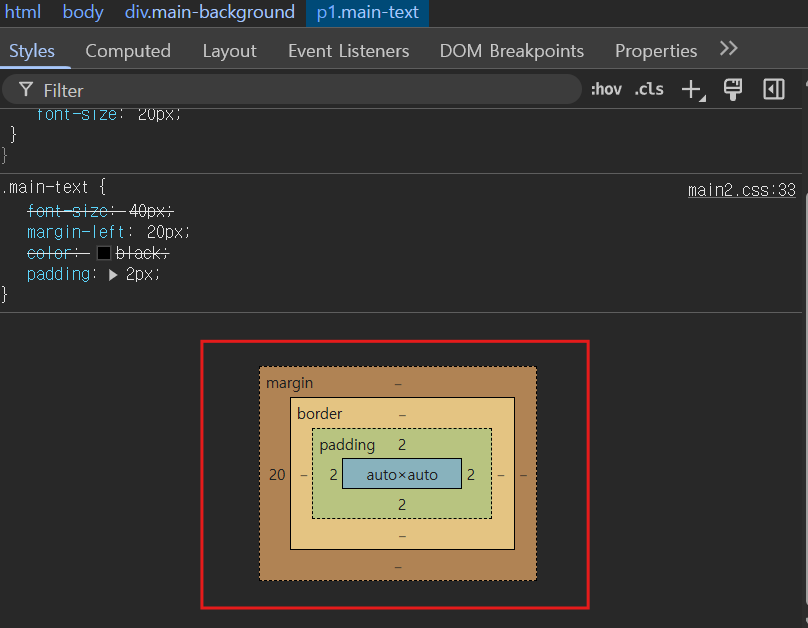 html body div.main-background p1.main-text
Styles Computed Layout Event Listeners DOM Breakpoints Properties >>
Filter :hov .cls +
font-size: 20px;
}
}
.main-text { main2.css:33
font-size: 40px;
margin-left: 20px;
color: black;
padding: ▶ 2px;
}
margin –
border –
padding 2
20 – 2 auto×auto 2 – –
2
–
–